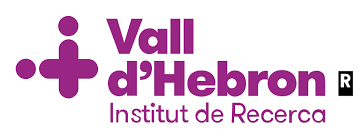 Vall
d'Hebron
Institut de Recerca
R